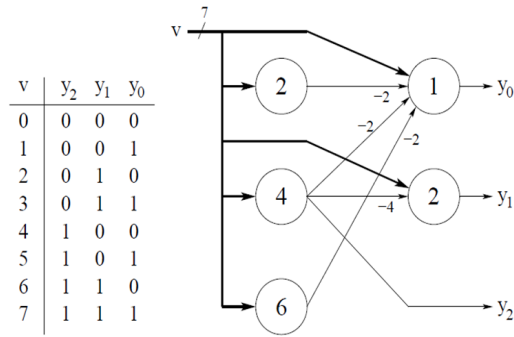 v 7
2 −2 1 y₀
v y₂ y₁ y₀
0 0 0 0
1 0 0 1
2 0 1 0
3 0 1 1
4 1 0 0
5 1 0 1
6 1 1 0
7 1 1 1
−2 −2
4 −4 2 y₁
6 y₂